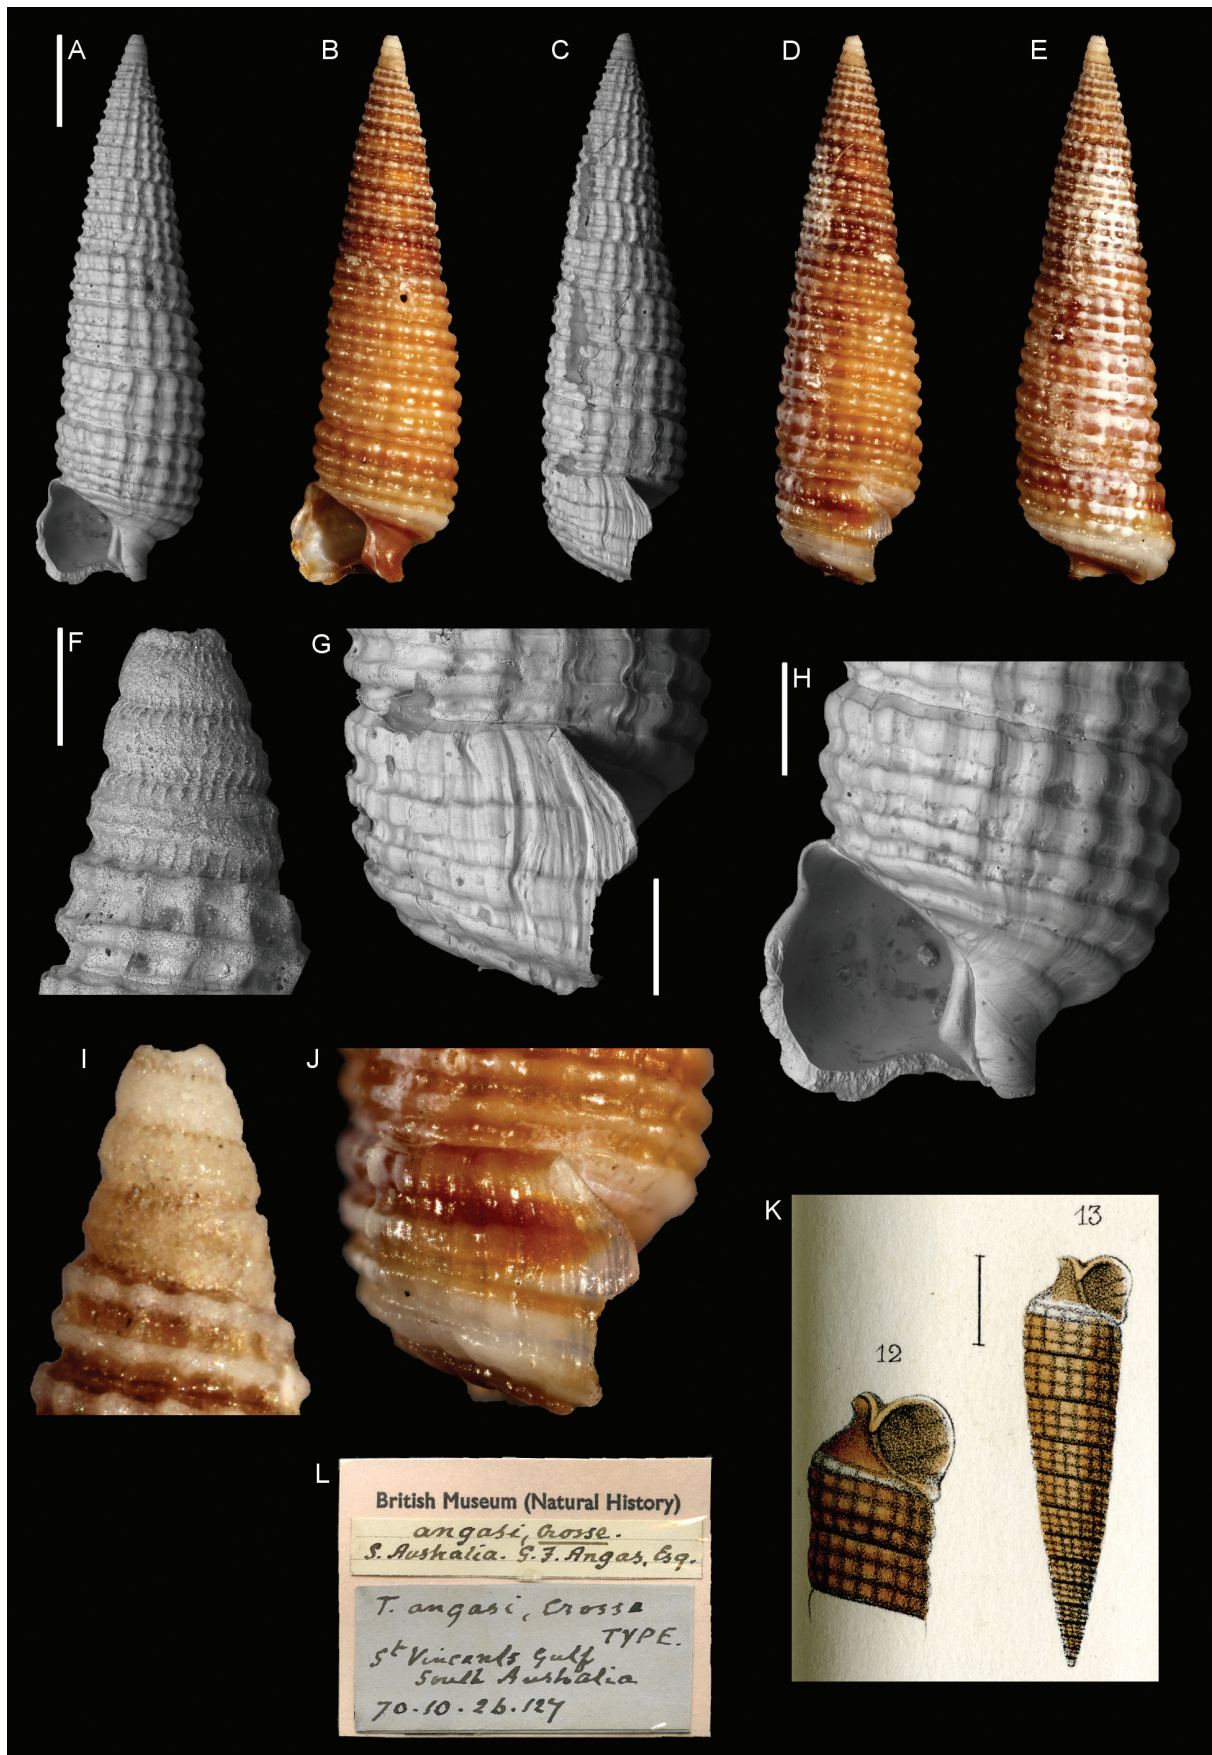 A
B
C
D
E
F
G
H
I
J
K
13
12
L
British Museum (Natural History)
angasi, Crosse.
S. Australia. G. F. Angas, Esq.
T. angasi, Crosse
TYPE.
St Vincents Gulf
South Australia
70.10.26.127